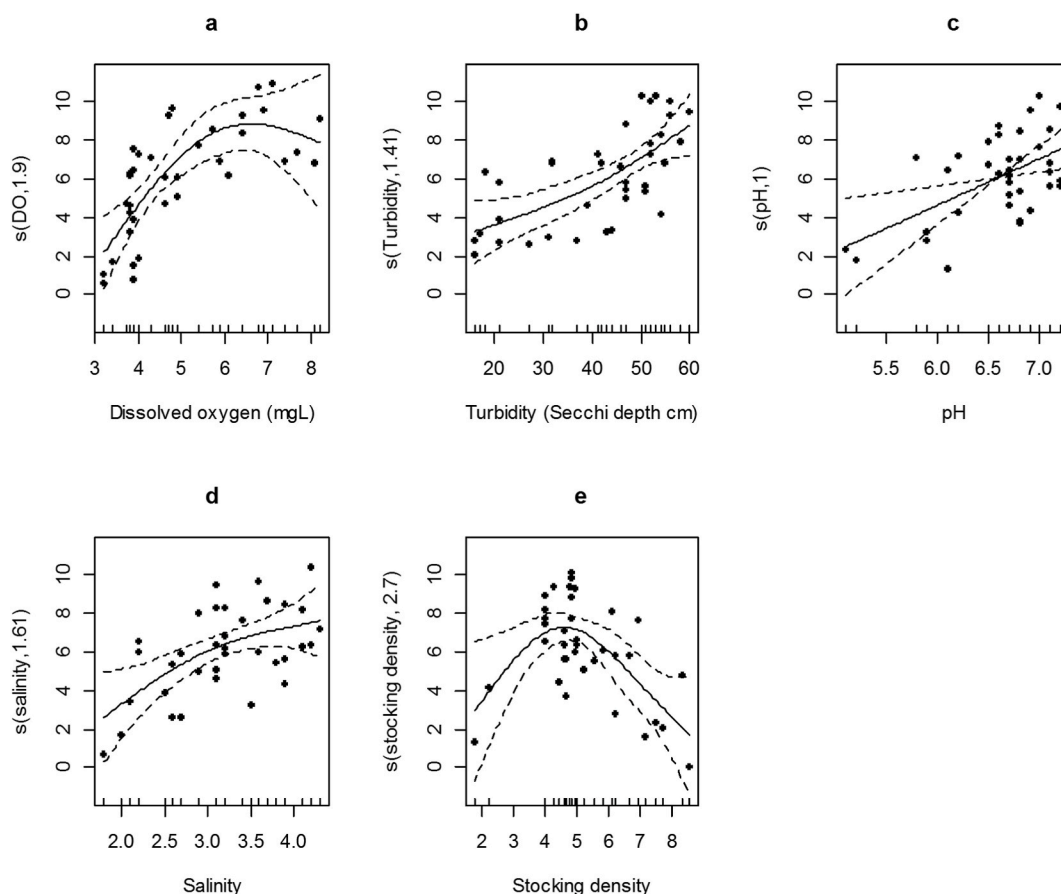 a
b
c
s(DO,1.9)
0 2 4 6 8 10
3 4 5 6 7 8
Dissolved oxygen (mgL)
s(Turbidity,1.41)
0 2 4 6 8 10
20 30 40 50 60
Turbidity (Secchi depth cm)
s(pH,1)
0 2 4 6 8 10
5.5 6.0 6.5 7.0
pH
d
e
s(salinity,1.61)
0 2 4 6 8 10
2.0 2.5 3.0 3.5 4.0
Salinity
s(stocking density, 2.7)
0 2 4 6 8 10
2 3 4 5 6 7 8
Stocking density